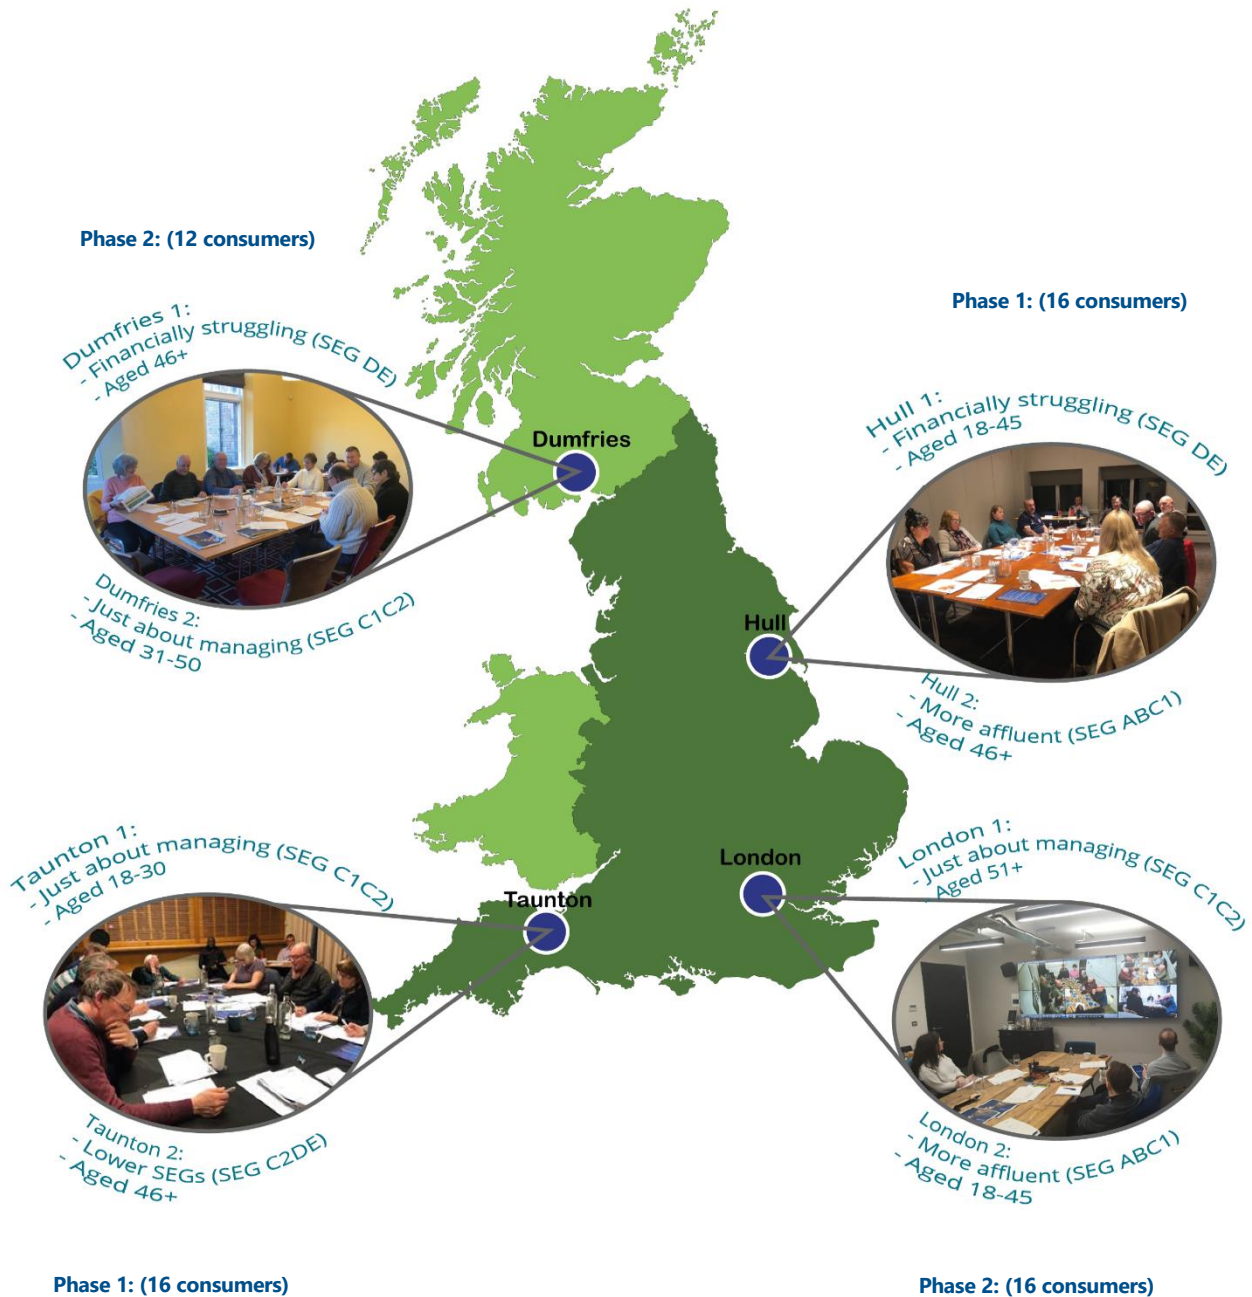 Phase 2: (12 consumers)
Dumfries 1:
- Financially struggling (SEG DE)
- Aged 46+
Dumfries 2:
- Just about managing (SEG C1C2)
- Aged 31-50
Phase 1: (16 consumers)
Hull 1:
- Financially struggling (SEG DE)
- Aged 18-45
Hull 2:
- More affluent (SEG ABC1)
- Aged 46+
Dumfries
Hull
London
Taunton
Taunton 1:
- Just about managing (SEG C1C2)
- Aged 18-30
Taunton 2:
- Lower SEGs (SEG C2DE)
- Aged 46+
Phase 1: (16 consumers)
London 1:
- Just about managing (SEG C1C2)
- Aged 51+
London 2:
- More affluent (SEG ABC1)
- Aged 18-45
Phase 2: (16 consumers)